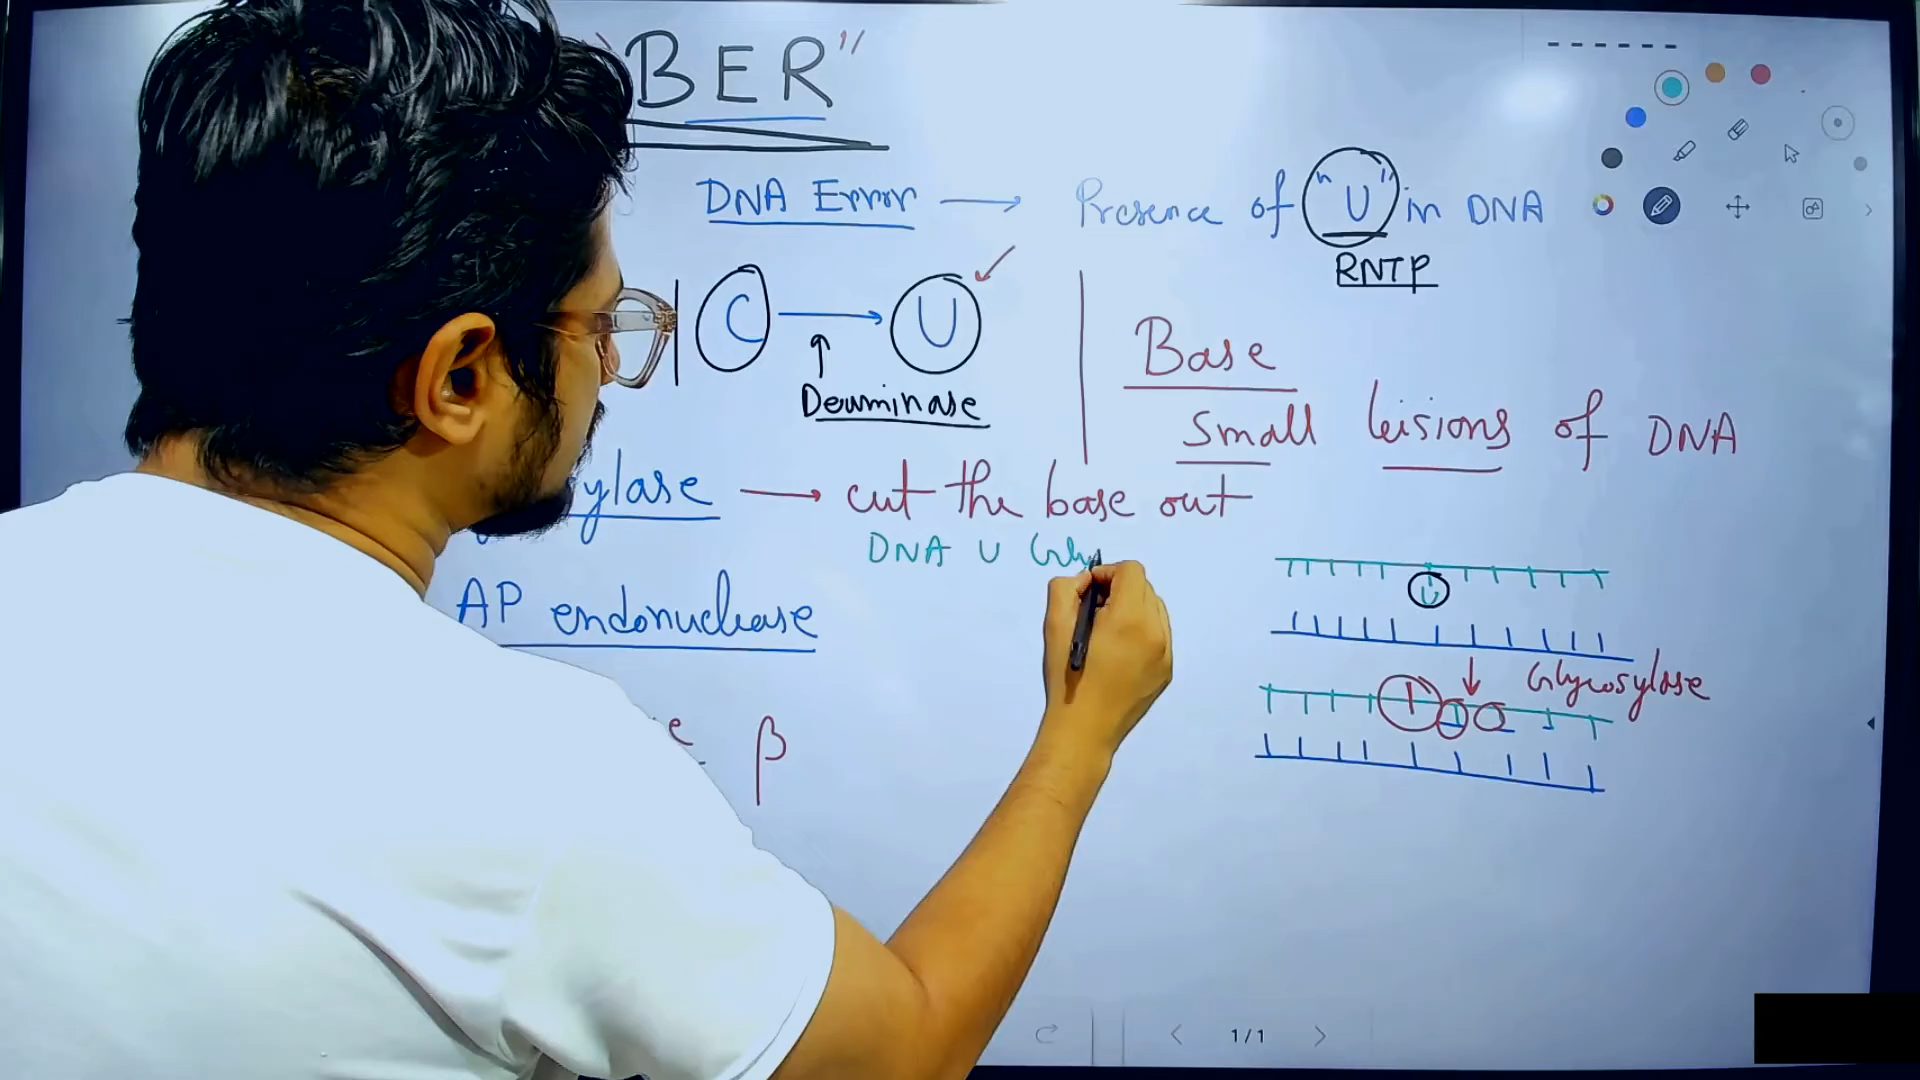 "BER"
DNA Error → Presence of "U" in DNA
RNTP
C → U
Deuminase
Base
Small leisions of DNA
ylase → cut the base out
DNA U Gly
AP endonuclease
U
Glycosylase
e β
1/1